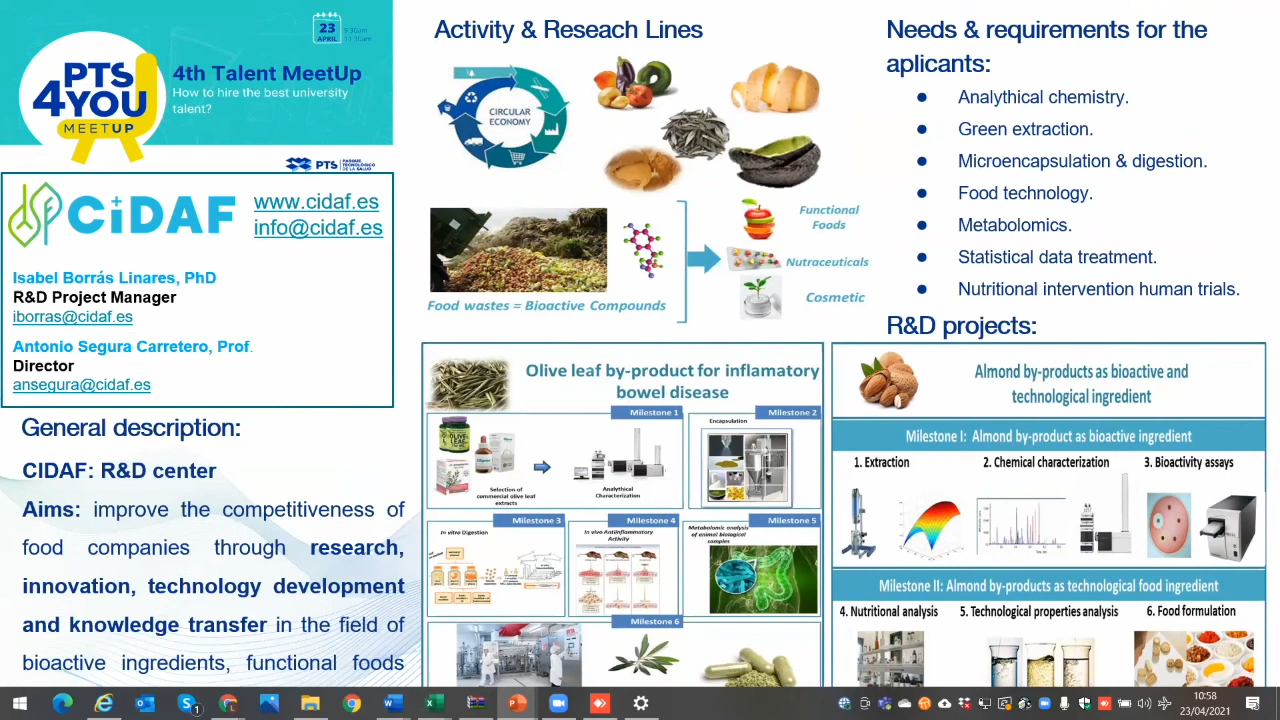 23
APRIL
9:30am
11:30am
PTS
4YOU
MEETUP
4th Talent MeetUp
How to hire the best university
talent?
PTS PARQUE
TECNOLÓGICO
DE LA SALUD
CiDAF
www.cidaf.es
info@cidaf.es
Isabel Borrás Linares, PhD
R&D Project Manager
iborras@cidaf.es
Antonio Segura Carretero, Prof.
Director
ansegura@cidaf.es
General description:
CIDAF: R&D center
Aims: improve the competitiveness of
food companies through research,
innovation, technology development
and knowledge transfer in the field of
bioactive ingredients, functional foods
Activity & Reseach Lines
CIRCULAR
ECONOMY
Functional
Foods
Nutraceuticals
Cosmetic
Food wastes = Bioactive Compounds
Olive leaf by-product for inflamatory
bowel disease
Milestone 1
Selection of
commercial olive leaf
extracts
Analytical
Characterization
Milestone 2
Encapsulation
Milestone 3
In vitro Digestion
Milestone 4
In vivo Antiinflammatory
Activity
Milestone 5
Metabolomic analysis
of animal biological
samples
Milestone 6
Needs & requirements for the
aplicants:
● Analytical chemistry.
● Green extraction.
● Microencapsulation & digestion.
● Food technology.
● Metabolomics.
● Statistical data treatment.
● Nutritional intervention human trials.
R&D projects:
Almond by-products as bioactive and
technological ingredient
Milestone I: Almond by-product as bioactive ingredient
1. Extraction
2. Chemical characterization
3. Bioactivity assays
Milestone II: Almond by-products as technological food ingredient
4. Nutritional analysis
5. Technological properties analysis
6. Food formulation
10:58
23/04/2021